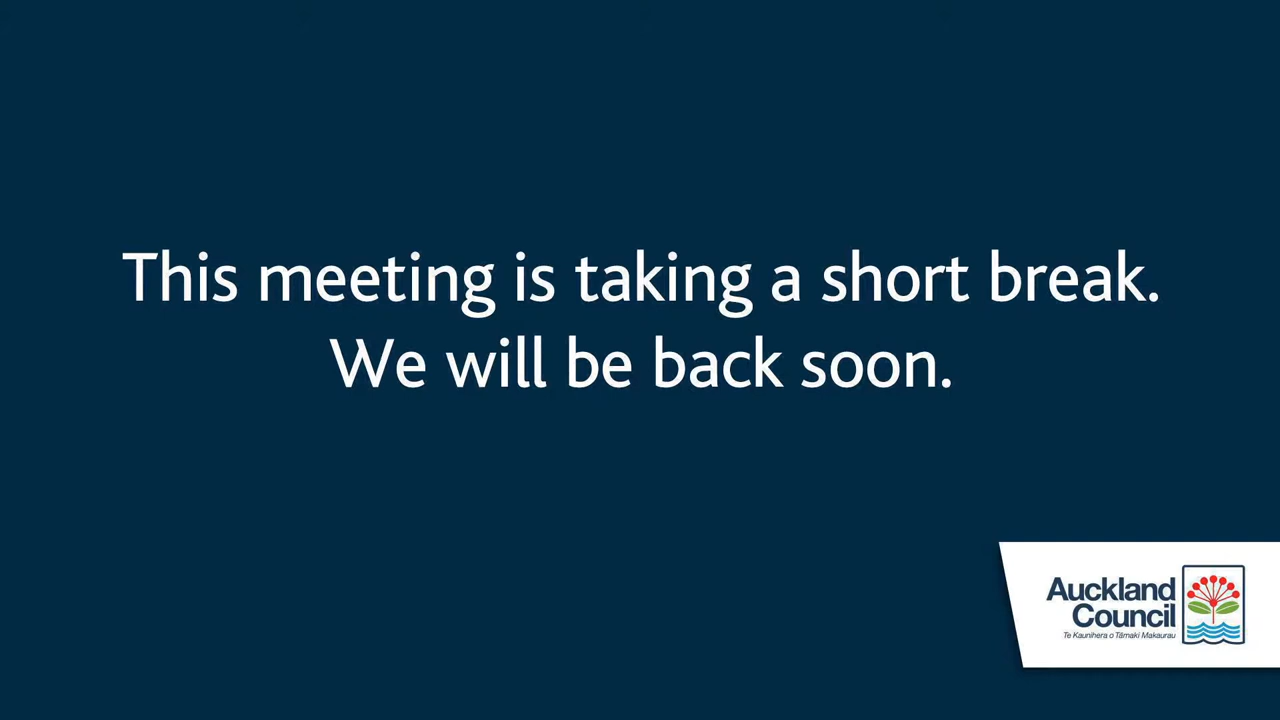 This meeting is taking a short break.
We will be back soon.
Auckland
Council
Te Kaunihera o Tāmaki Makaurau